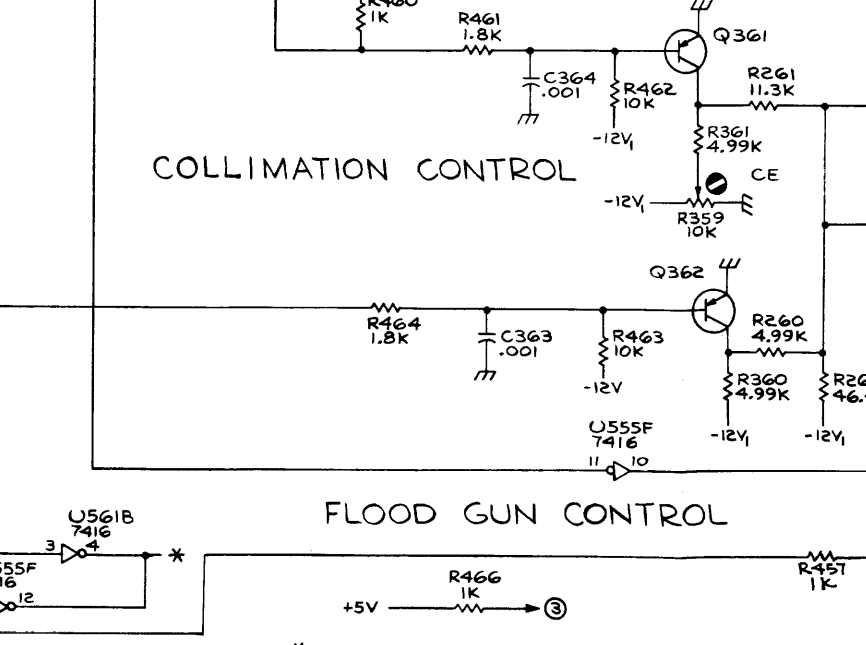 R460
1K
R461
1.8K
Q361
C364
.001
R462
10K
-12V1
R261
11.3K
R361
4.99K
COLLIMATION CONTROL
CE
-12V1
R359
10K
Q362
R464
1.8K
C363
.001
R463
10K
-12V
R260
4.99K
R360
4.99K
-12V1
-12V1
U555F
7416
11
10
FLOOD GUN CONTROL
U561B
7416
3
4
*
12
R457
1K
R466
1K
+5V
3